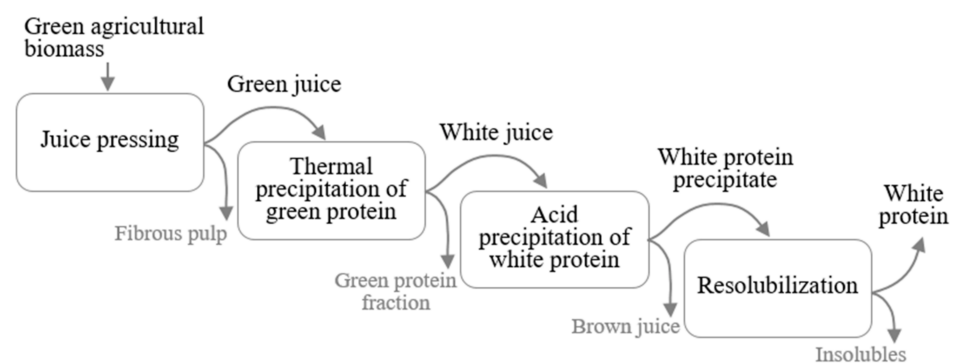 Green agricultural
biomass
Juice pressing
Green juice
Fibrous pulp
Thermal
precipitation of
green protein
White juice
Green protein
fraction
Acid
precipitation of
white protein
White protein
precipitate
Brown juice
Resolubilization
White
protein
Insolubles